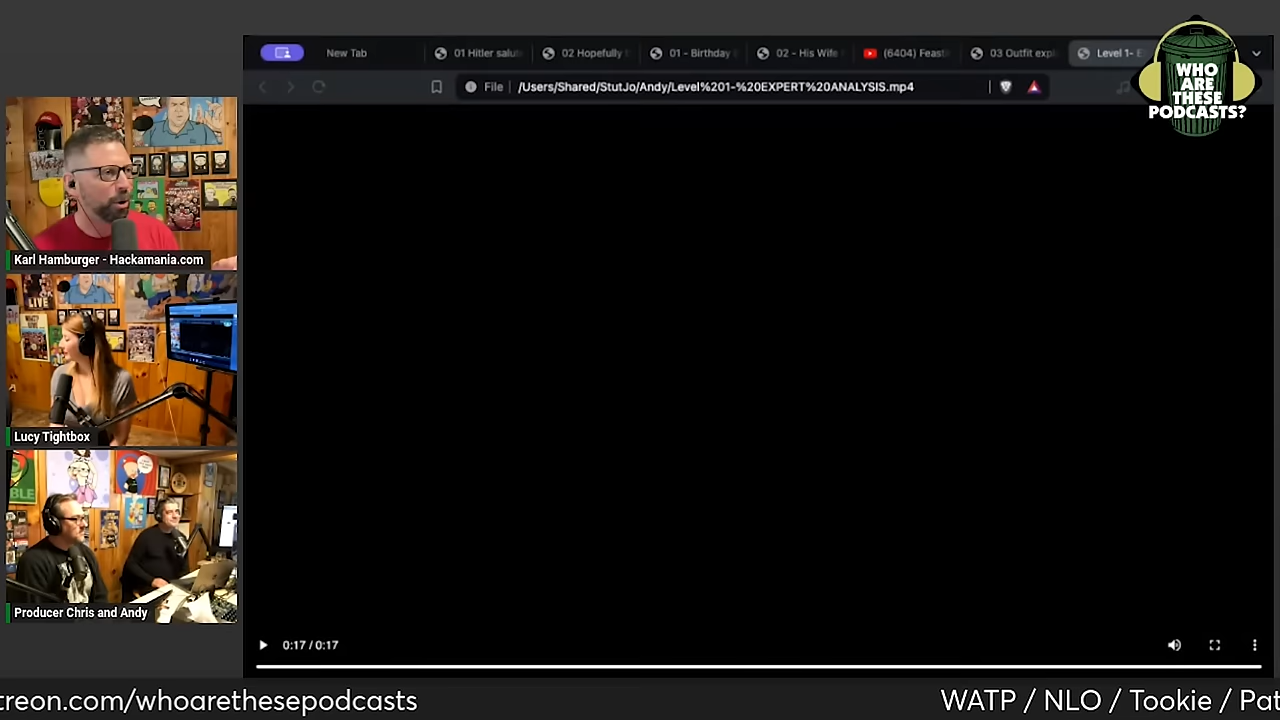 New Tab
01 Hitler salut
02 Hopefully
01 - Birthday
02 - His Wife
(6404) Feast
03 Outfit exp
Level 1- E
File
/Users/Shared/StutJo/Andy/Level%201-%20EXPERT%20ANALYSIS.mp4
WHO
ARE
THESE
PODCASTS?
Karl Hamburger - Hackamania.com
LIVE
Lucy Tightbox
BLE
Producer Chris and Andy
0:17 / 0:17
treon.com/whoarethesepodcasts
WATP / NLO / Tookie / Pat